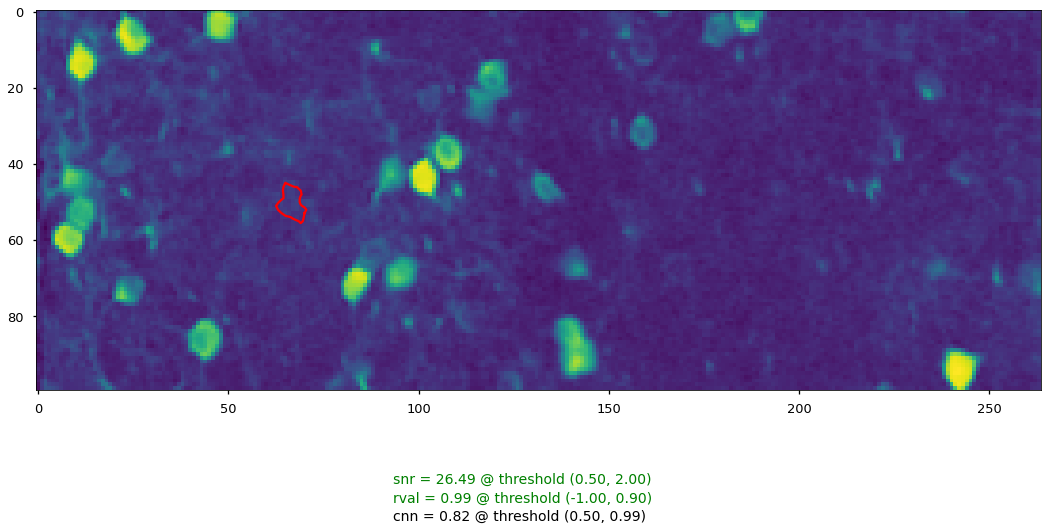 0
20
40
60
80
0 50 100 150 200 250
snr = 26.49 @ threshold (0.50, 2.00)
rval = 0.99 @ threshold (-1.00, 0.90)
cnn = 0.82 @ threshold (0.50, 0.99)